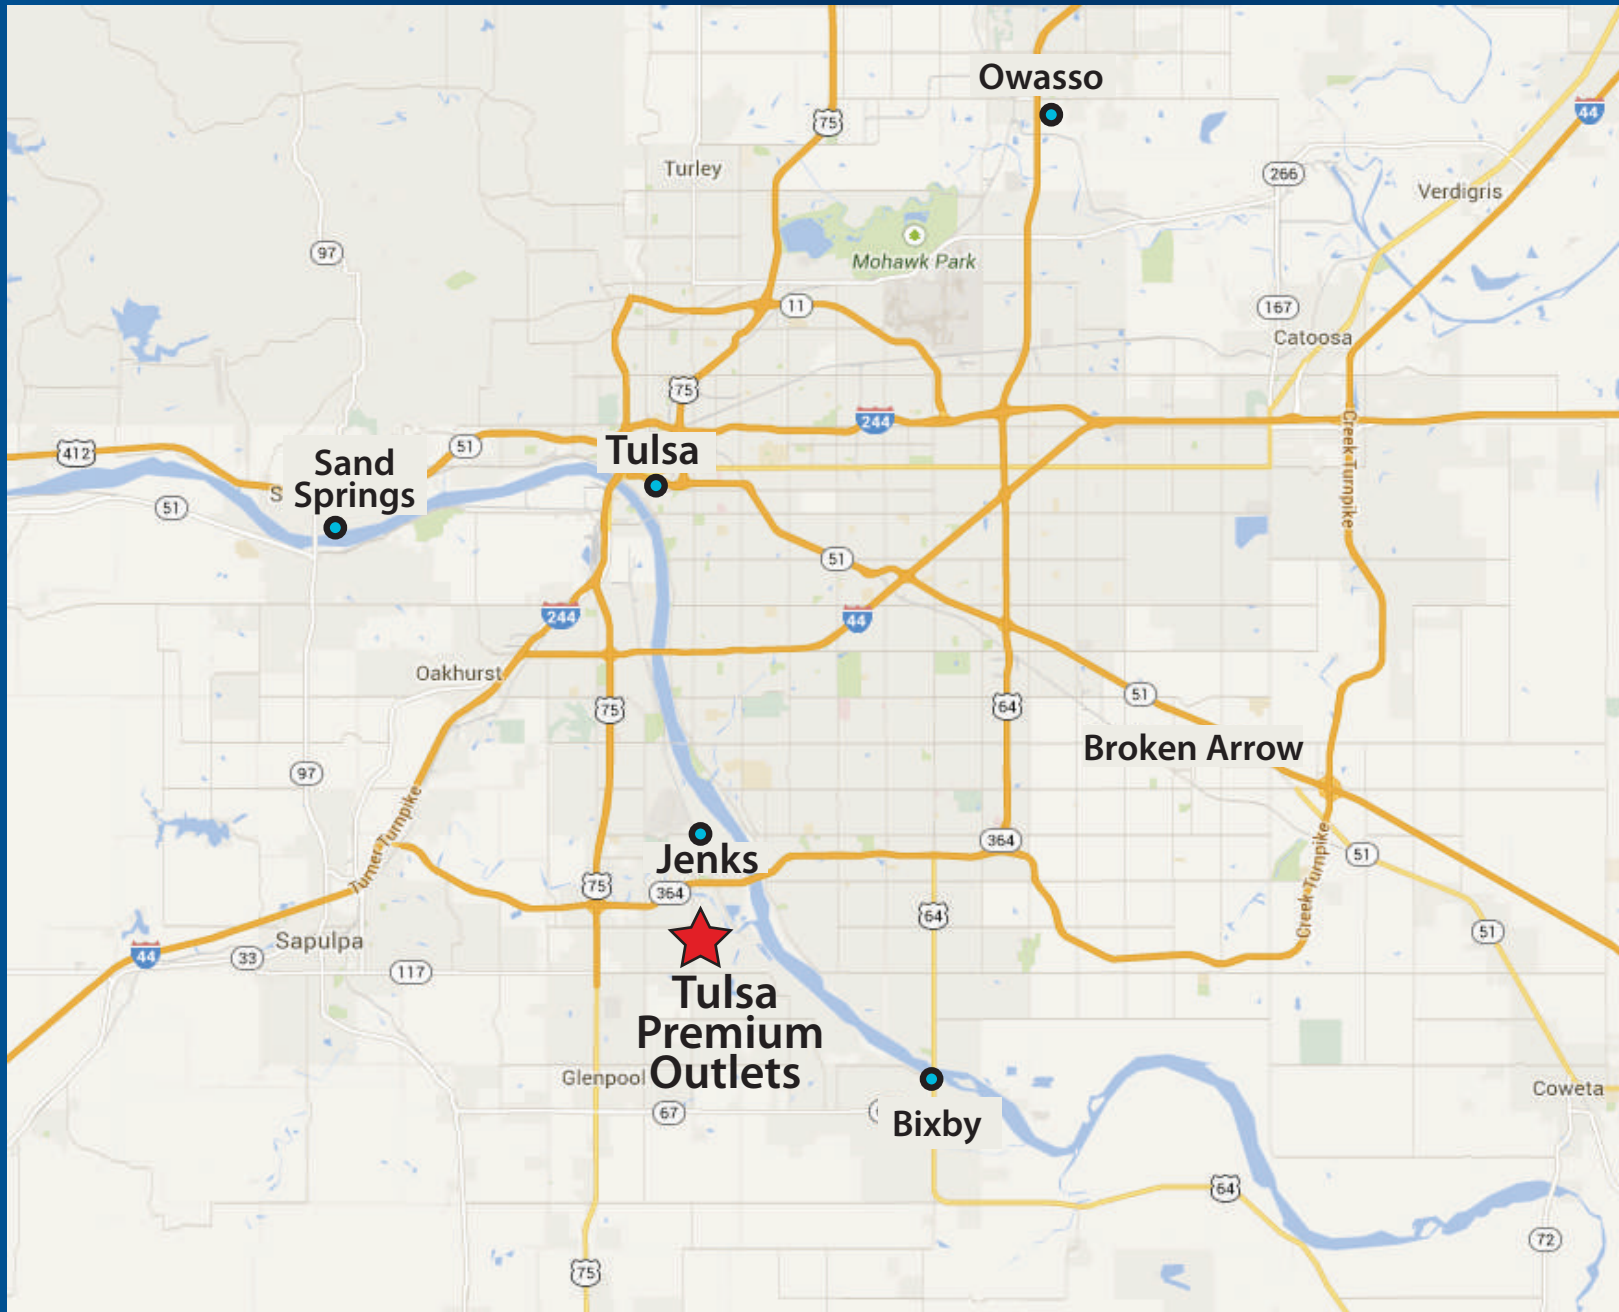 Owasso
75
44
Turley
266
Verdigris
97
Mohawk Park
11
167
Catoosa
75
244
412
51
Tulsa
Sand
Springs
S
51
Creek Turnpike
51
244
44
Oakhurst
75
51
64
Broken Arrow
97
Turner Turnpike
364
Jenks
51
Creek Turnpike
75
364
64
51
Sapulpa
44
33
117
Tulsa
Premium
Outlets
Glenpool
Coweta
67
Bixby
64
72
75